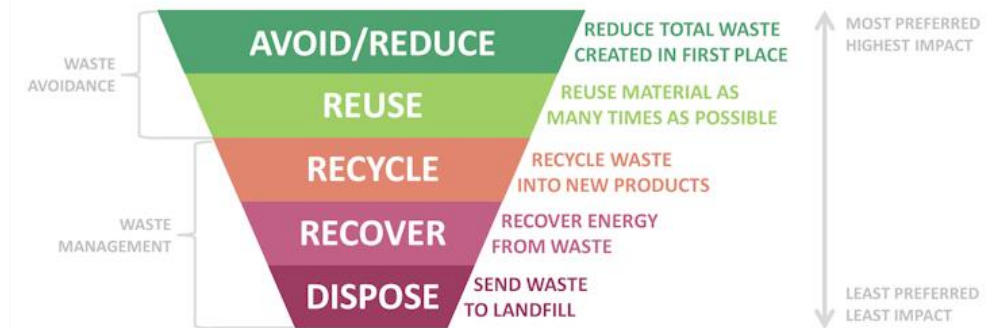 WASTE
AVOIDANCE
AVOID/REDUCE
REDUCE TOTAL WASTE
CREATED IN FIRST PLACE
REUSE
REUSE MATERIAL AS
MANY TIMES AS POSSIBLE
WASTE
MANAGEMENT
RECYCLE
RECYCLE WASTE
INTO NEW PRODUCTS
RECOVER
RECOVER ENERGY
FROM WASTE
DISPOSE
SEND WASTE
TO LANDFILL
MOST PREFERRED
HIGHEST IMPACT
LEAST PREFERRED
LEAST IMPACT